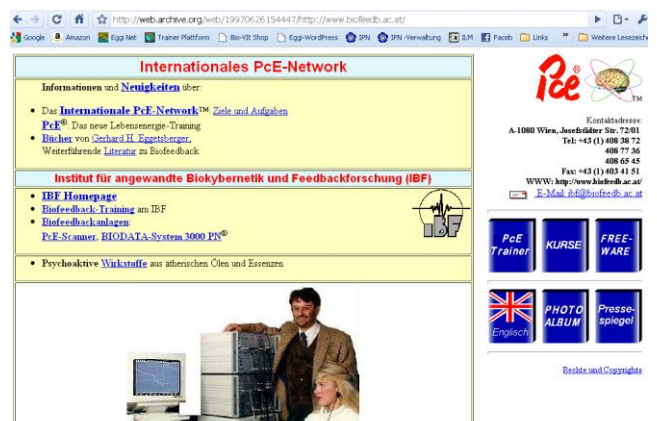 http://web.archive.org/web/19970626154447/http://www.biofeedb.ac.at/
Google Amazon Eggi Net Trainer Plattform Bio-Vit Shop Eggi-WordPress IPN IPN -Verwaltung ILM Faceb Links » Weitere Lesezeich
Internationales PcE-Network
Informationen und Neuigkeiten über:
Das Internationale PcE-Network™: Ziele und Aufgaben
PcE®: Das neue Lebensenergie-Training
Bücher von Gerhard H. Eggetsberger,
Weiterführende Literatur zu Biofeedback
Institut für angewandte Biokybernetik und Feedbackforschung (IBF)
IBF Homepage
Biofeedback-Training am IBF
Biofeedbackanlagen:
PcE-Scanner, BIODATA-System 3000 PN®
IBF
Psychoaktive Wirkstoffe aus ätherischen Ölen und Essenzen
Pce TM
Kontaktadresse:
A-1080 Wien, Josefstädter Str. 72/01
Tel: +43 (1) 408 38 72
408 77 36
408 65 45
Fax: +43 (1) 403 41 51
WWW: http://www.biofeedb.ac.at/
E-Mail: ibf@biofeedb.ac.at
PcE Trainer
KURSE
FREE-WARE
Englisch
PHOTO ALBUM
Presse-spiegel
Rechte und Copyrights